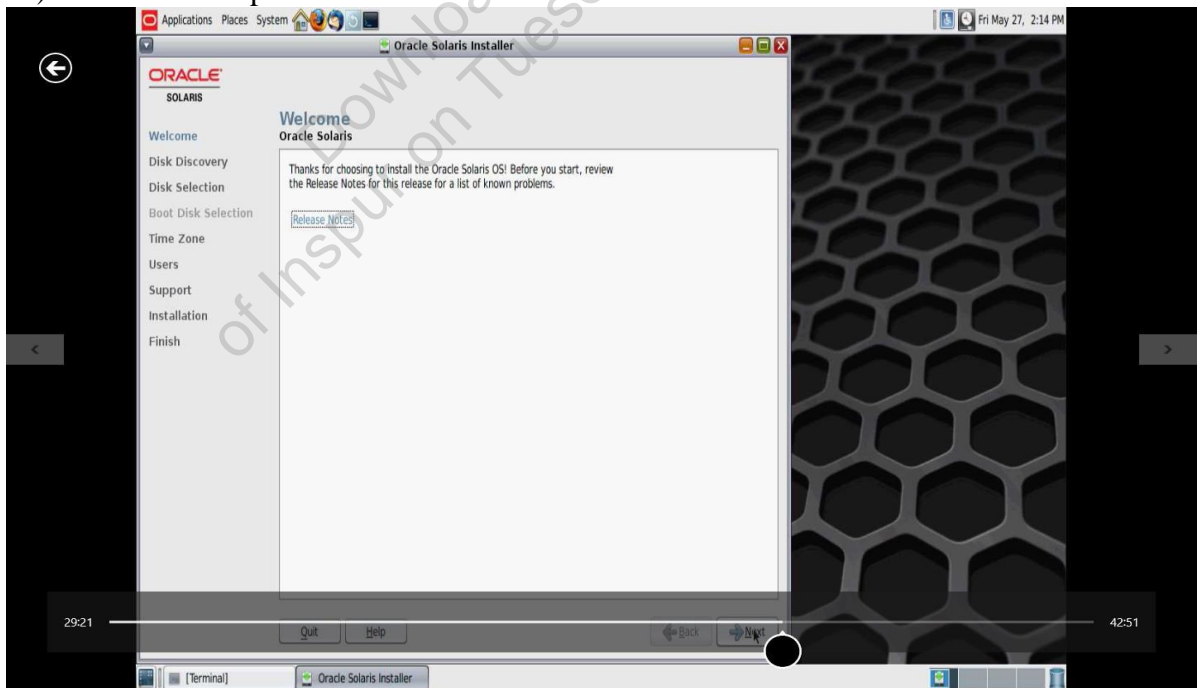 Applications Places System
Fri May 27, 2:14 PM
Oracle Solaris Installer
ORACLE
SOLARIS
Welcome
Disk Discovery
Disk Selection
Boot Disk Selection
Time Zone
Users
Support
Installation
Finish
Welcome
Oracle Solaris
Thanks for choosing to install the Oracle Solaris OS! Before you start, review
the Release Notes for this release for a list of known problems.
Release Notes
of Inspur on
29:21
42:51
Quit
Help
Back
Next
[Terminal]
Oracle Solaris Installer